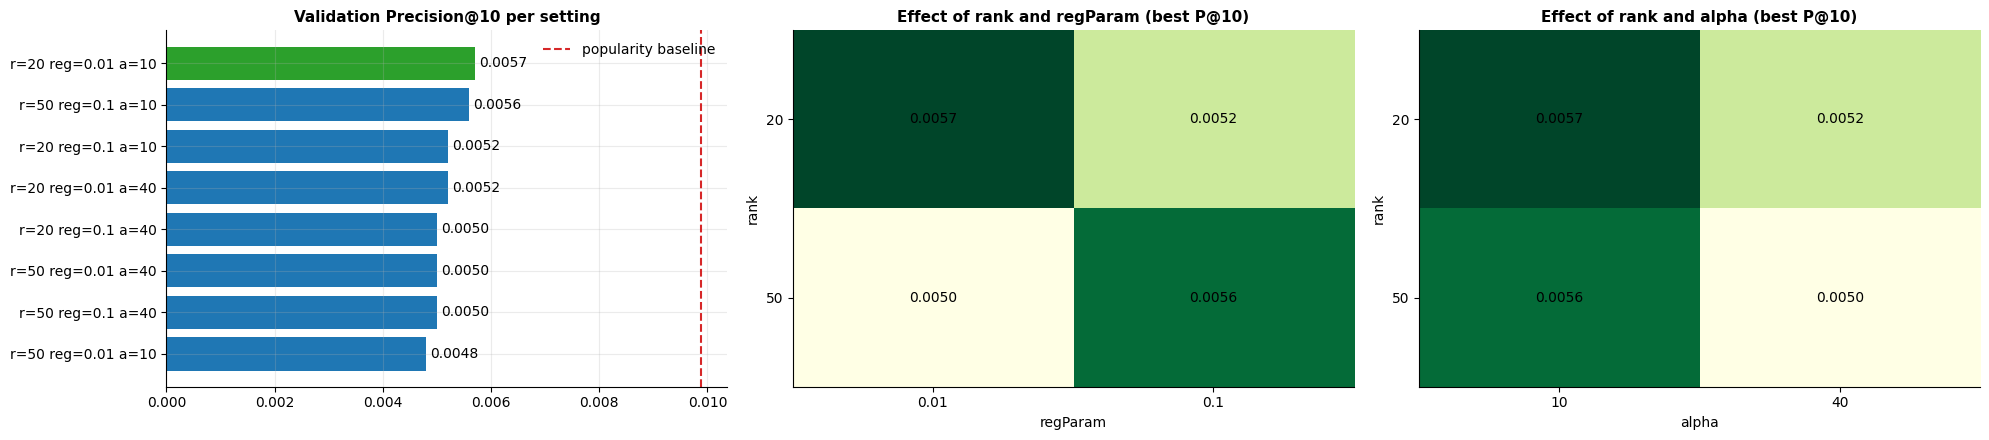 Validation Precision@10 per setting
popularity baseline
r=20 reg=0.01 a=10
0.0057
r=50 reg=0.1 a=10
0.0056
r=20 reg=0.1 a=10
0.0052
r=20 reg=0.01 a=40
0.0052
r=20 reg=0.1 a=40
0.0050
r=50 reg=0.01 a=40
0.0050
r=50 reg=0.1 a=40
0.0050
r=50 reg=0.01 a=10
0.0048
0.000 0.002 0.004 0.006 0.008 0.010
Effect of rank and regParam (best P@10)
rank
20 0.0057 0.0052
50 0.0050 0.0056
0.01 0.1
regParam
Effect of rank and alpha (best P@10)
rank
20 0.0057 0.0052
50 0.0056 0.0050
10 40
alpha